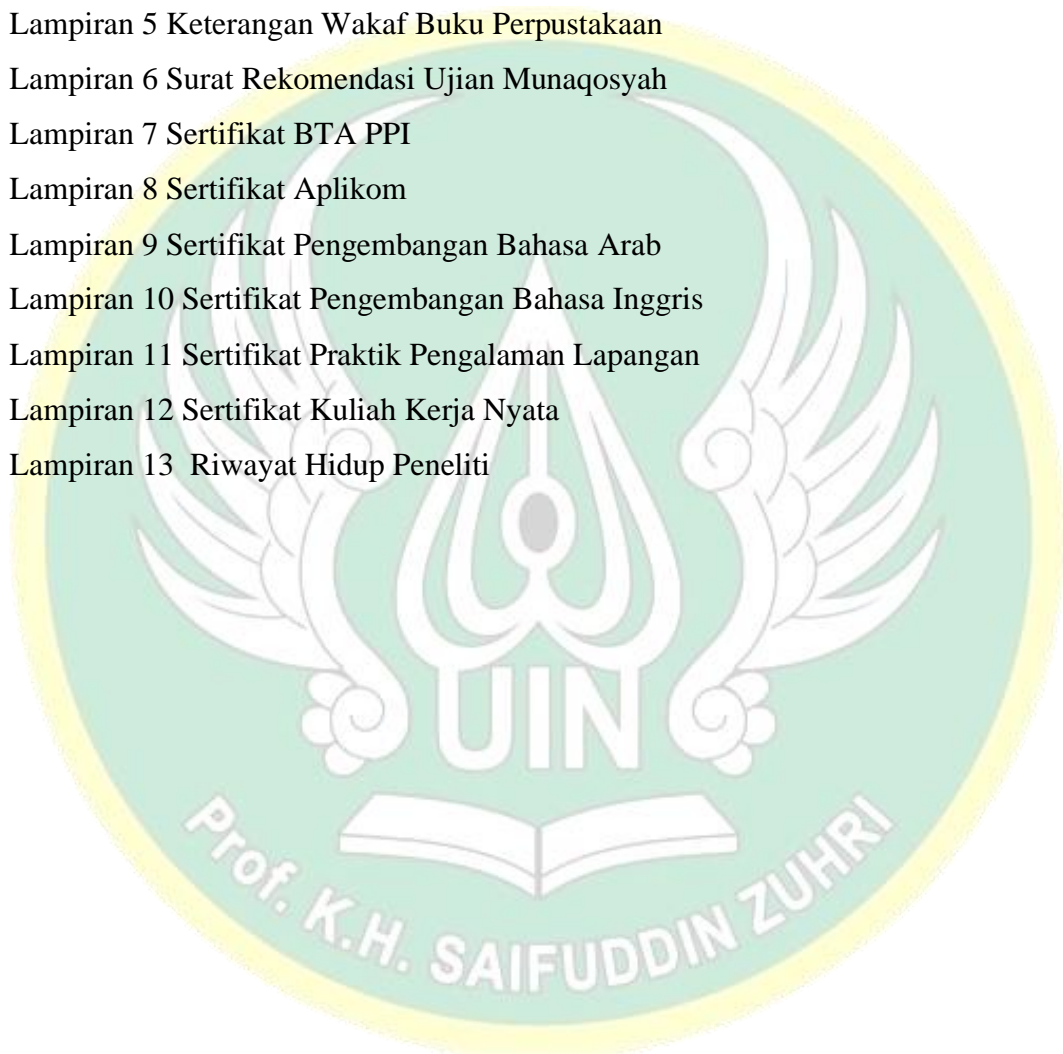 Lampiran 5 Keterangan Wakaf Buku Perpustakaan
Lampiran 6 Surat Rekomendasi Ujian Munaqosyah
Lampiran 7 Sertifikat BTA PPI
Lampiran 8 Sertifikat Aplikom
Lampiran 9 Sertifikat Pengembangan Bahasa Arab
Lampiran 10 Sertifikat Pengembangan Bahasa Inggris
Lampiran 11 Sertifikat Praktik Pengalaman Lapangan
Lampiran 12 Sertifikat Kuliah Kerja Nyata
Lampiran 13  Riwayat Hidup Peneliti
UIN
Prof. K.H. SAIFUDDIN ZUHRI